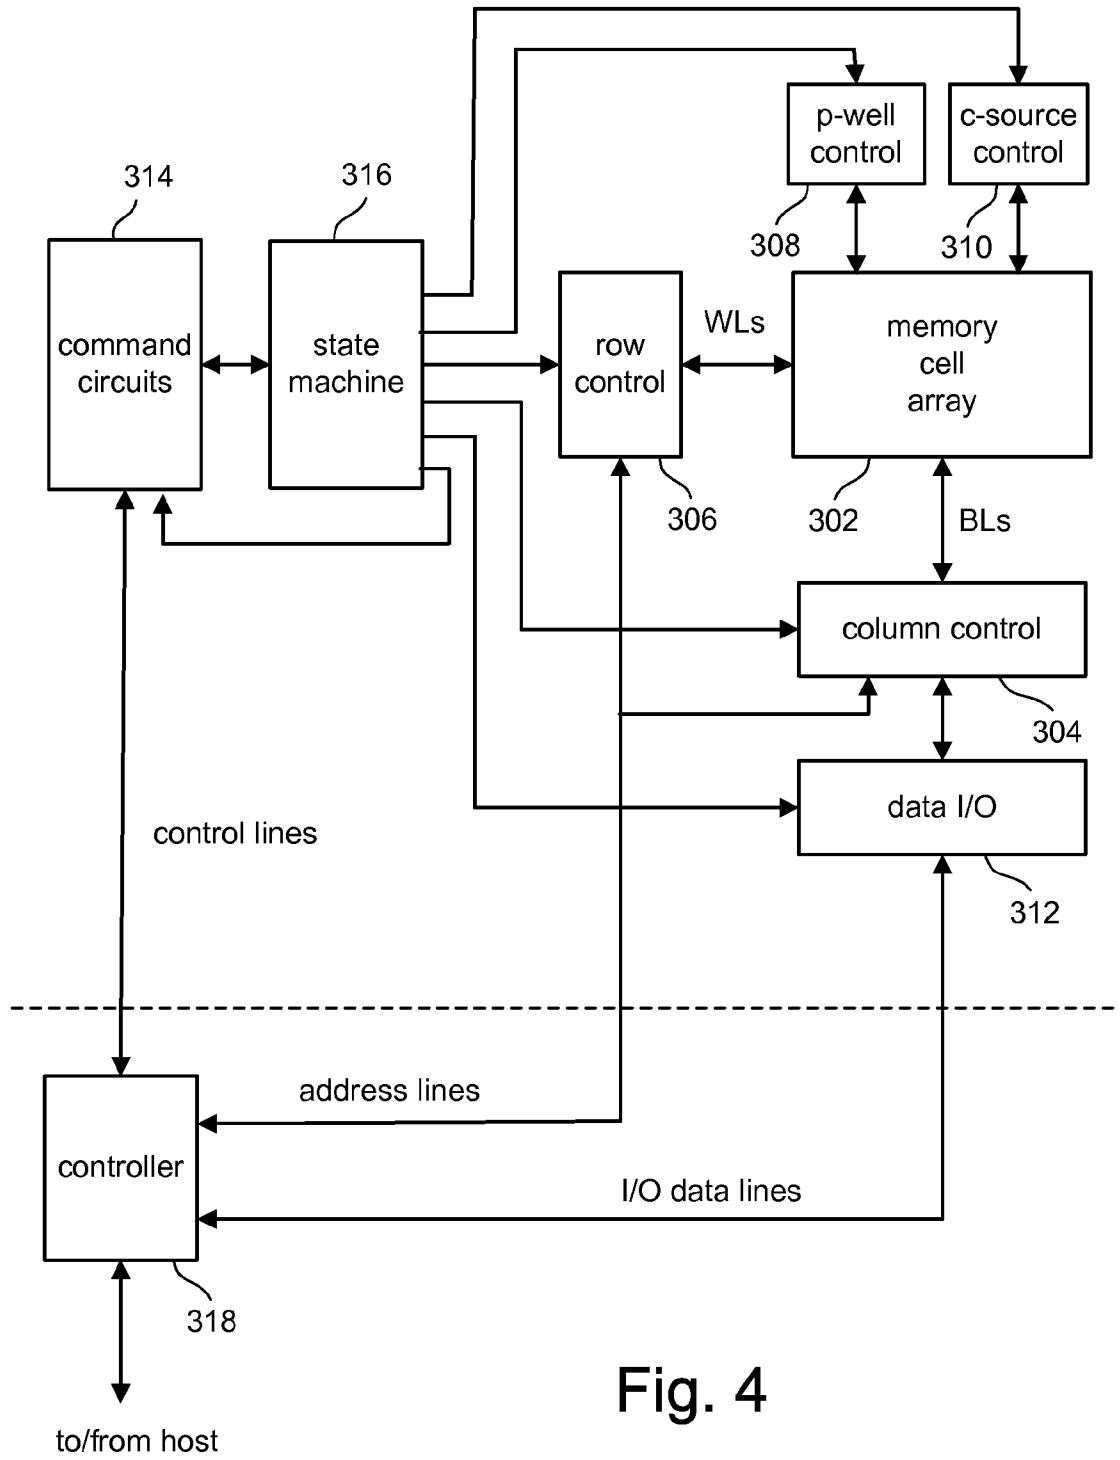 p-well
control
c-source
control
314
316
308
310
command
circuits
state
machine
row
control
WLs
memory
cell
array
306
302
BLs
column control
304
data I/O
control lines
312
address lines
controller
I/O data lines
318
Fig. 4
to/from host